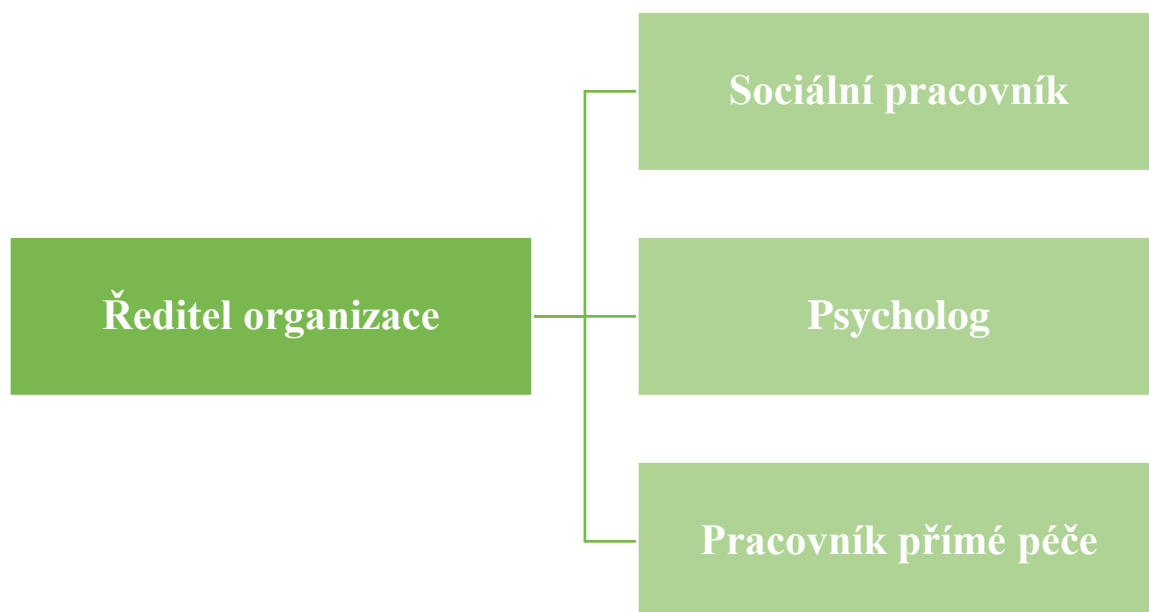 Sociální pracovník
Ředitel organizace
Psycholog
Pracovník přímé péče